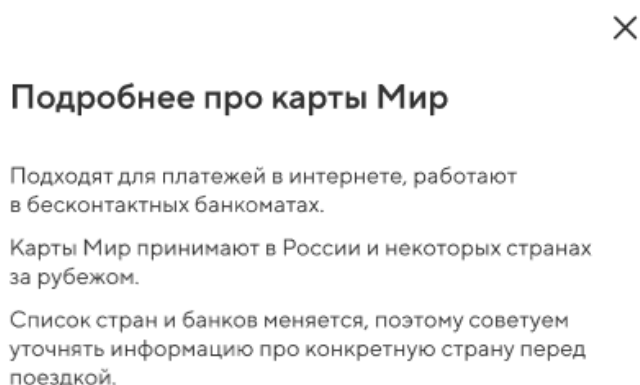 Подробнее про карты Мир
Подходят для платежей в интернете, работают
в бесконтактных банкоматах.
Карты Мир принимают в России и некоторых странах
за рубежом.
Список стран и банков меняется, поэтому советуем
уточнять информацию про конкретную страну перед
поездкой.